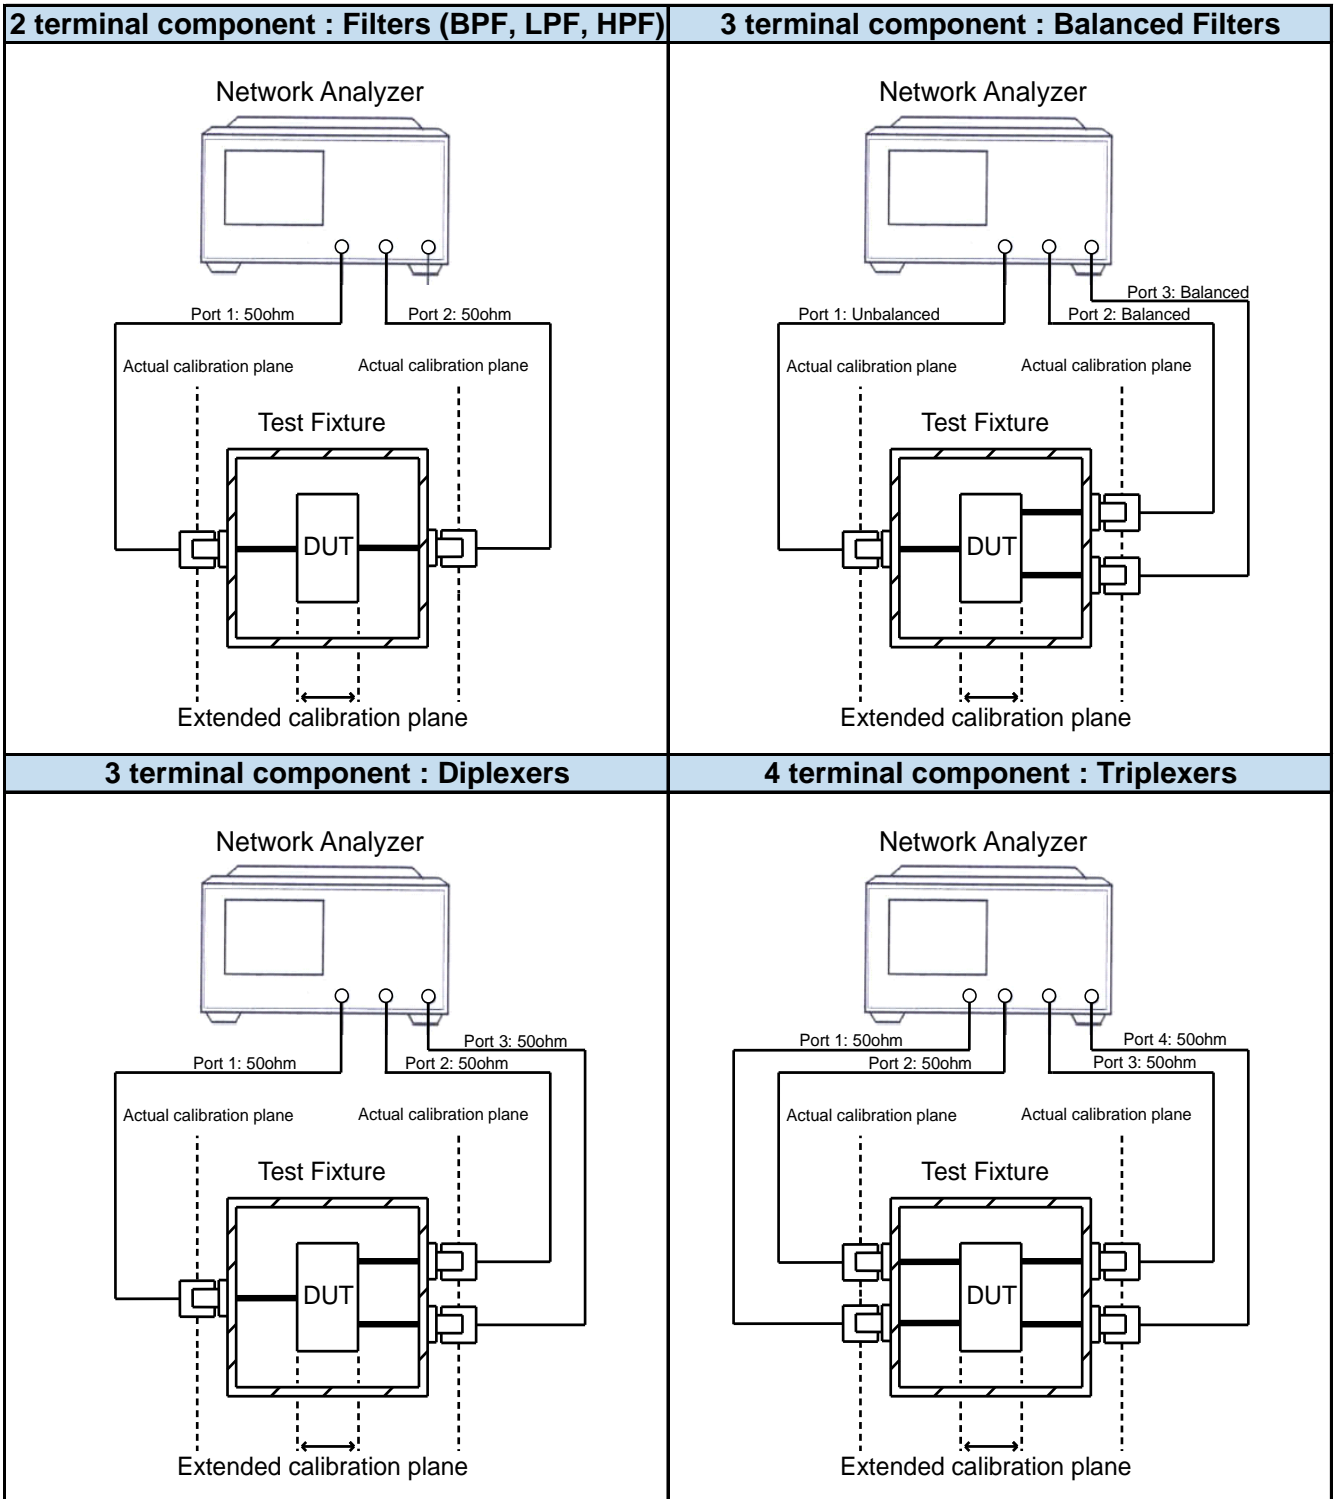 2 terminal component : Filters (BPF, LPF, HPF)
Network Analyzer
Port 1: 50ohm
Port 2: 50ohm
Actual calibration plane
Actual calibration plane
Test Fixture
DUT
Extended calibration plane
3 terminal component : Balanced Filters
Network Analyzer
Port 3: Balanced
Port 1: Unbalanced
Port 2: Balanced
Actual calibration plane
Actual calibration plane
Test Fixture
DUT
Extended calibration plane
3 terminal component : Diplexers
Network Analyzer
Port 3: 50ohm
Port 1: 50ohm
Port 2: 50ohm
Actual calibration plane
Actual calibration plane
Test Fixture
DUT
Extended calibration plane
4 terminal component : Triplexers
Network Analyzer
Port 1: 50ohm
Port 4: 50ohm
Port 2: 50ohm
Port 3: 50ohm
Actual calibration plane
Actual calibration plane
Test Fixture
DUT
Extended calibration plane